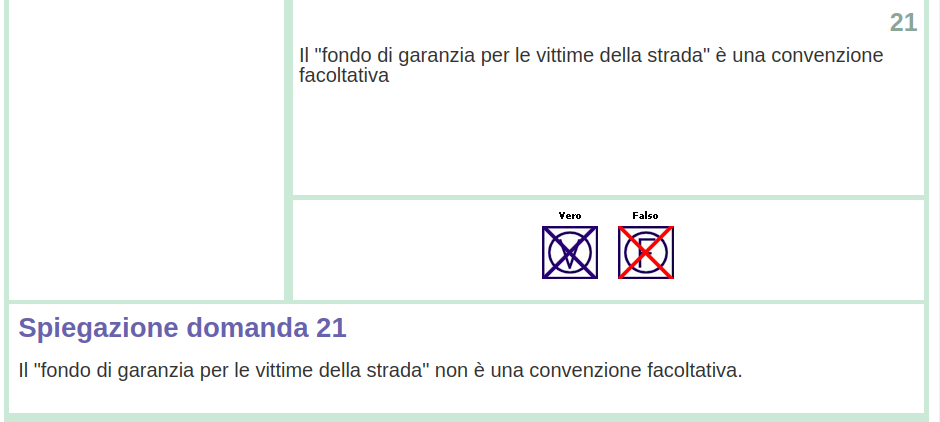 21
Il "fondo di garanzia per le vittime della strada" è una convenzione
facoltativa
Vero Falso
V F
Spiegazione domanda 21
Il "fondo di garanzia per le vittime della strada" non è una convenzione facoltativa.